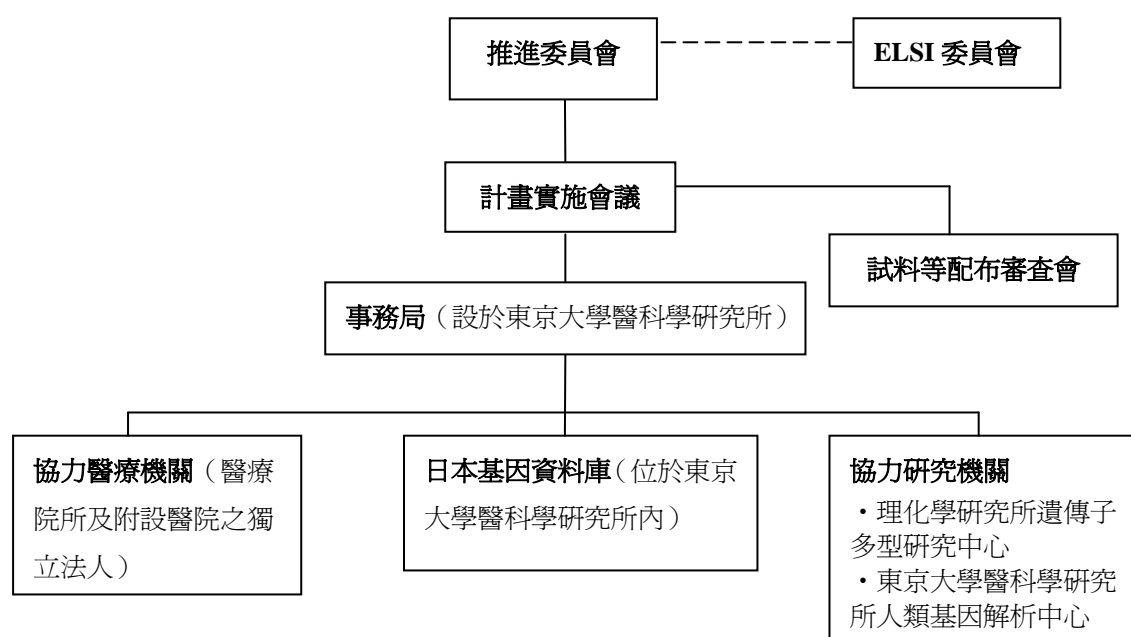 推進委員會
ELSI 委員會
計畫實施會議
試料等配布審查會
事務局（設於東京大學醫科學研究所）
協力醫療機關（醫療
院所及附設醫院之獨
立法人）
日本基因資料庫（位於東京
大學醫科學研究所內）
協力研究機關
・理化學研究所遺傳子
多型研究中心
・東京大學醫科學研究
所人類基因解析中心